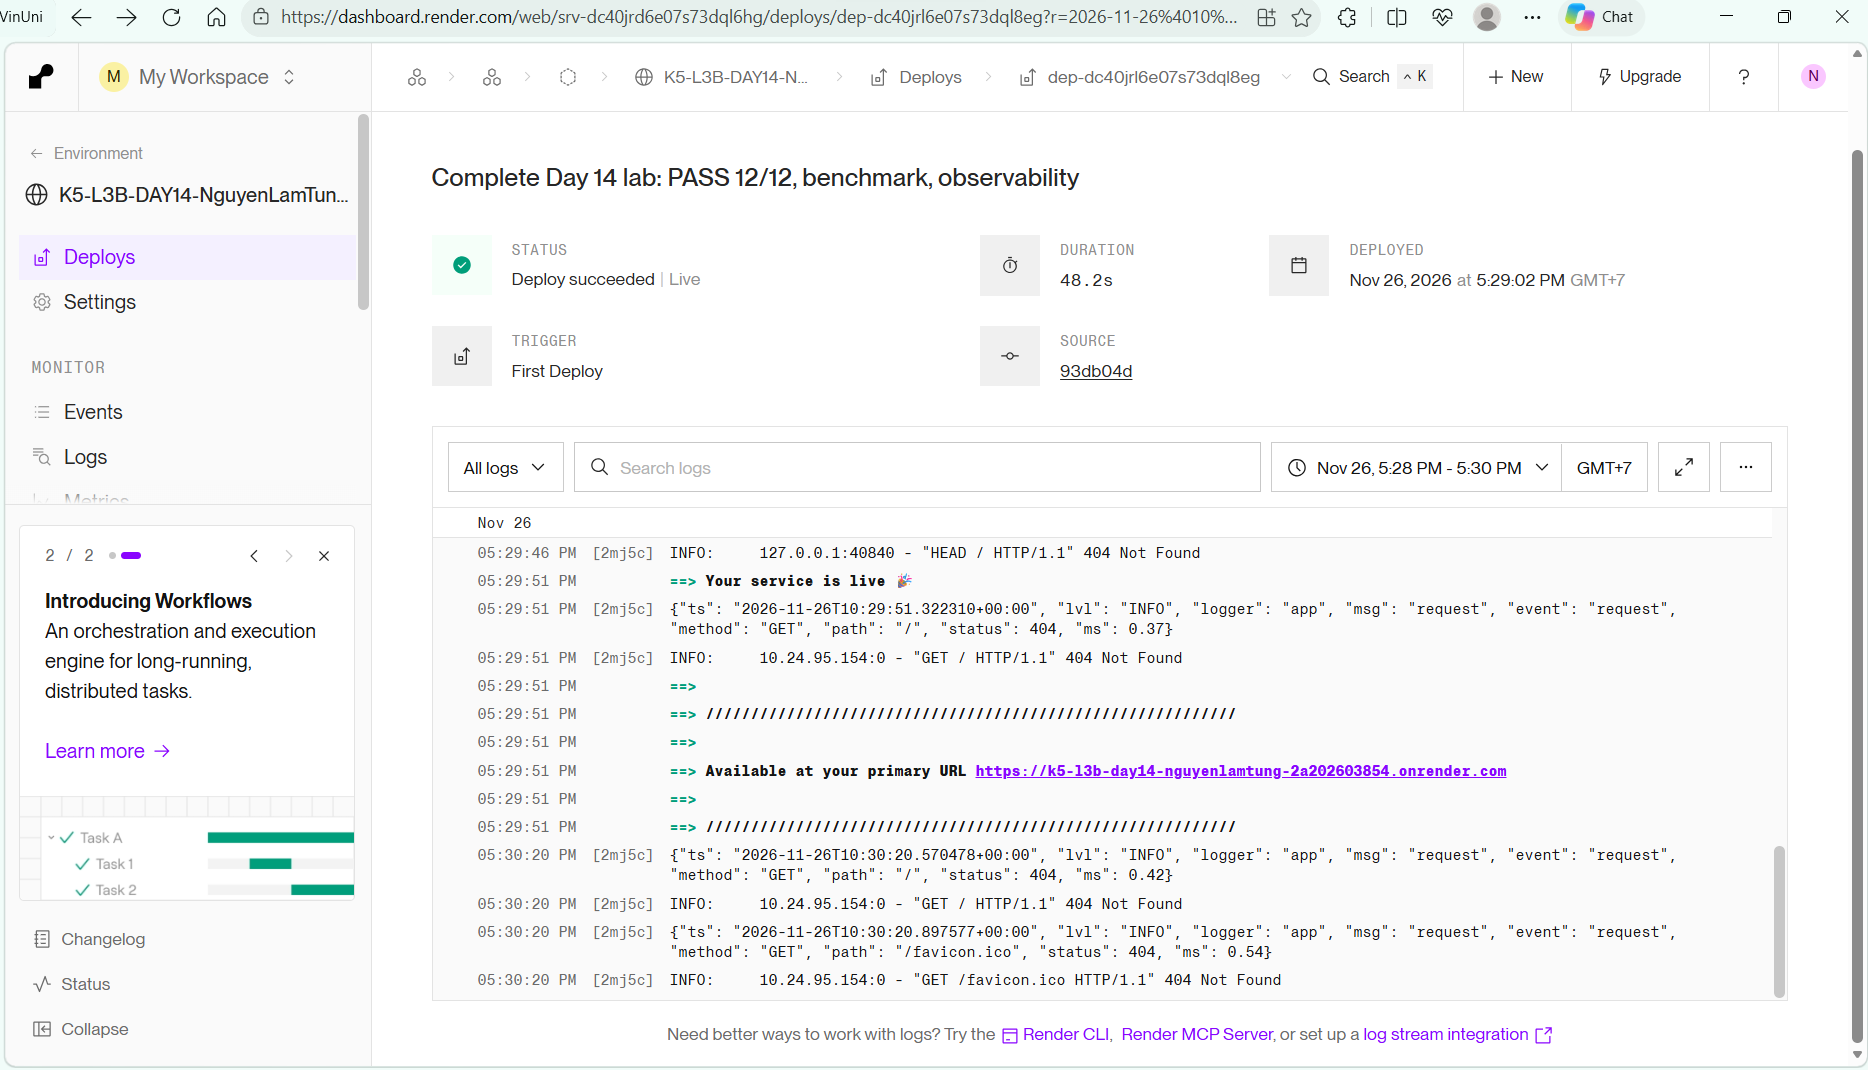 VinUni
https://dashboard.render.com/web/srv-dc40jrd6e07s73dql6hg/deploys/dep-dc40jrl6e07s73dql8eg?r=2026-11-26%4010%...
Chat
M My Workspace
K5-L3B-DAY14-N...
Deploys
dep-dc40jrl6e07s73dql8eg
Search ^ K
+ New
Upgrade
?
N
← Environment
K5-L3B-DAY14-NguyenLamTun...
Deploys
Settings
MONITOR
Events
Logs
Metrics
2 / 2
Introducing Workflows
An orchestration and execution
engine for long-running,
distributed tasks.
Learn more →
Task A
Task 1
Task 2
Changelog
Status
Collapse
Complete Day 14 lab: PASS 12/12, benchmark, observability
STATUS
Deploy succeeded | Live
DURATION
48.2s
DEPLOYED
Nov 26, 2026 at 5:29:02 PM GMT+7
TRIGGER
First Deploy
SOURCE
93db04d
All logs
Search logs
Nov 26, 5:28 PM - 5:30 PM
GMT+7
...
Nov 26
05:29:46 PM [2mj5c] INFO: 127.0.0.1:40840 - "HEAD / HTTP/1.1" 404 Not Found
05:29:51 PM ==> Your service is live 🎉
05:29:51 PM [2mj5c] {"ts": "2026-11-26T10:29:51.322310+00:00", "lvl": "INFO", "logger": "app", "msg": "request", "event": "request",
"method": "GET", "path": "/", "status": 404, "ms": 0.37}
05:29:51 PM [2mj5c] INFO: 10.24.95.154:0 - "GET / HTTP/1.1" 404 Not Found
05:29:51 PM ==>
05:29:51 PM ==> ///////////////////////////////////////////////////////////
05:29:51 PM ==>
05:29:51 PM ==> Available at your primary URL https://k5-l3b-day14-nguyenlamtung-2a202603854.onrender.com
05:29:51 PM ==>
05:29:51 PM ==> ///////////////////////////////////////////////////////////
05:30:20 PM [2mj5c] {"ts": "2026-11-26T10:30:20.570478+00:00", "lvl": "INFO", "logger": "app", "msg": "request", "event": "request",
"method": "GET", "path": "/", "status": 404, "ms": 0.42}
05:30:20 PM [2mj5c] INFO: 10.24.95.154:0 - "GET / HTTP/1.1" 404 Not Found
05:30:20 PM [2mj5c] {"ts": "2026-11-26T10:30:20.897577+00:00", "lvl": "INFO", "logger": "app", "msg": "request", "event": "request",
"method": "GET", "path": "/favicon.ico", "status": 404, "ms": 0.54}
05:30:20 PM [2mj5c] INFO: 10.24.95.154:0 - "GET /favicon.ico HTTP/1.1" 404 Not Found
Need better ways to work with logs? Try the Render CLI, Render MCP Server, or set up a log stream integration